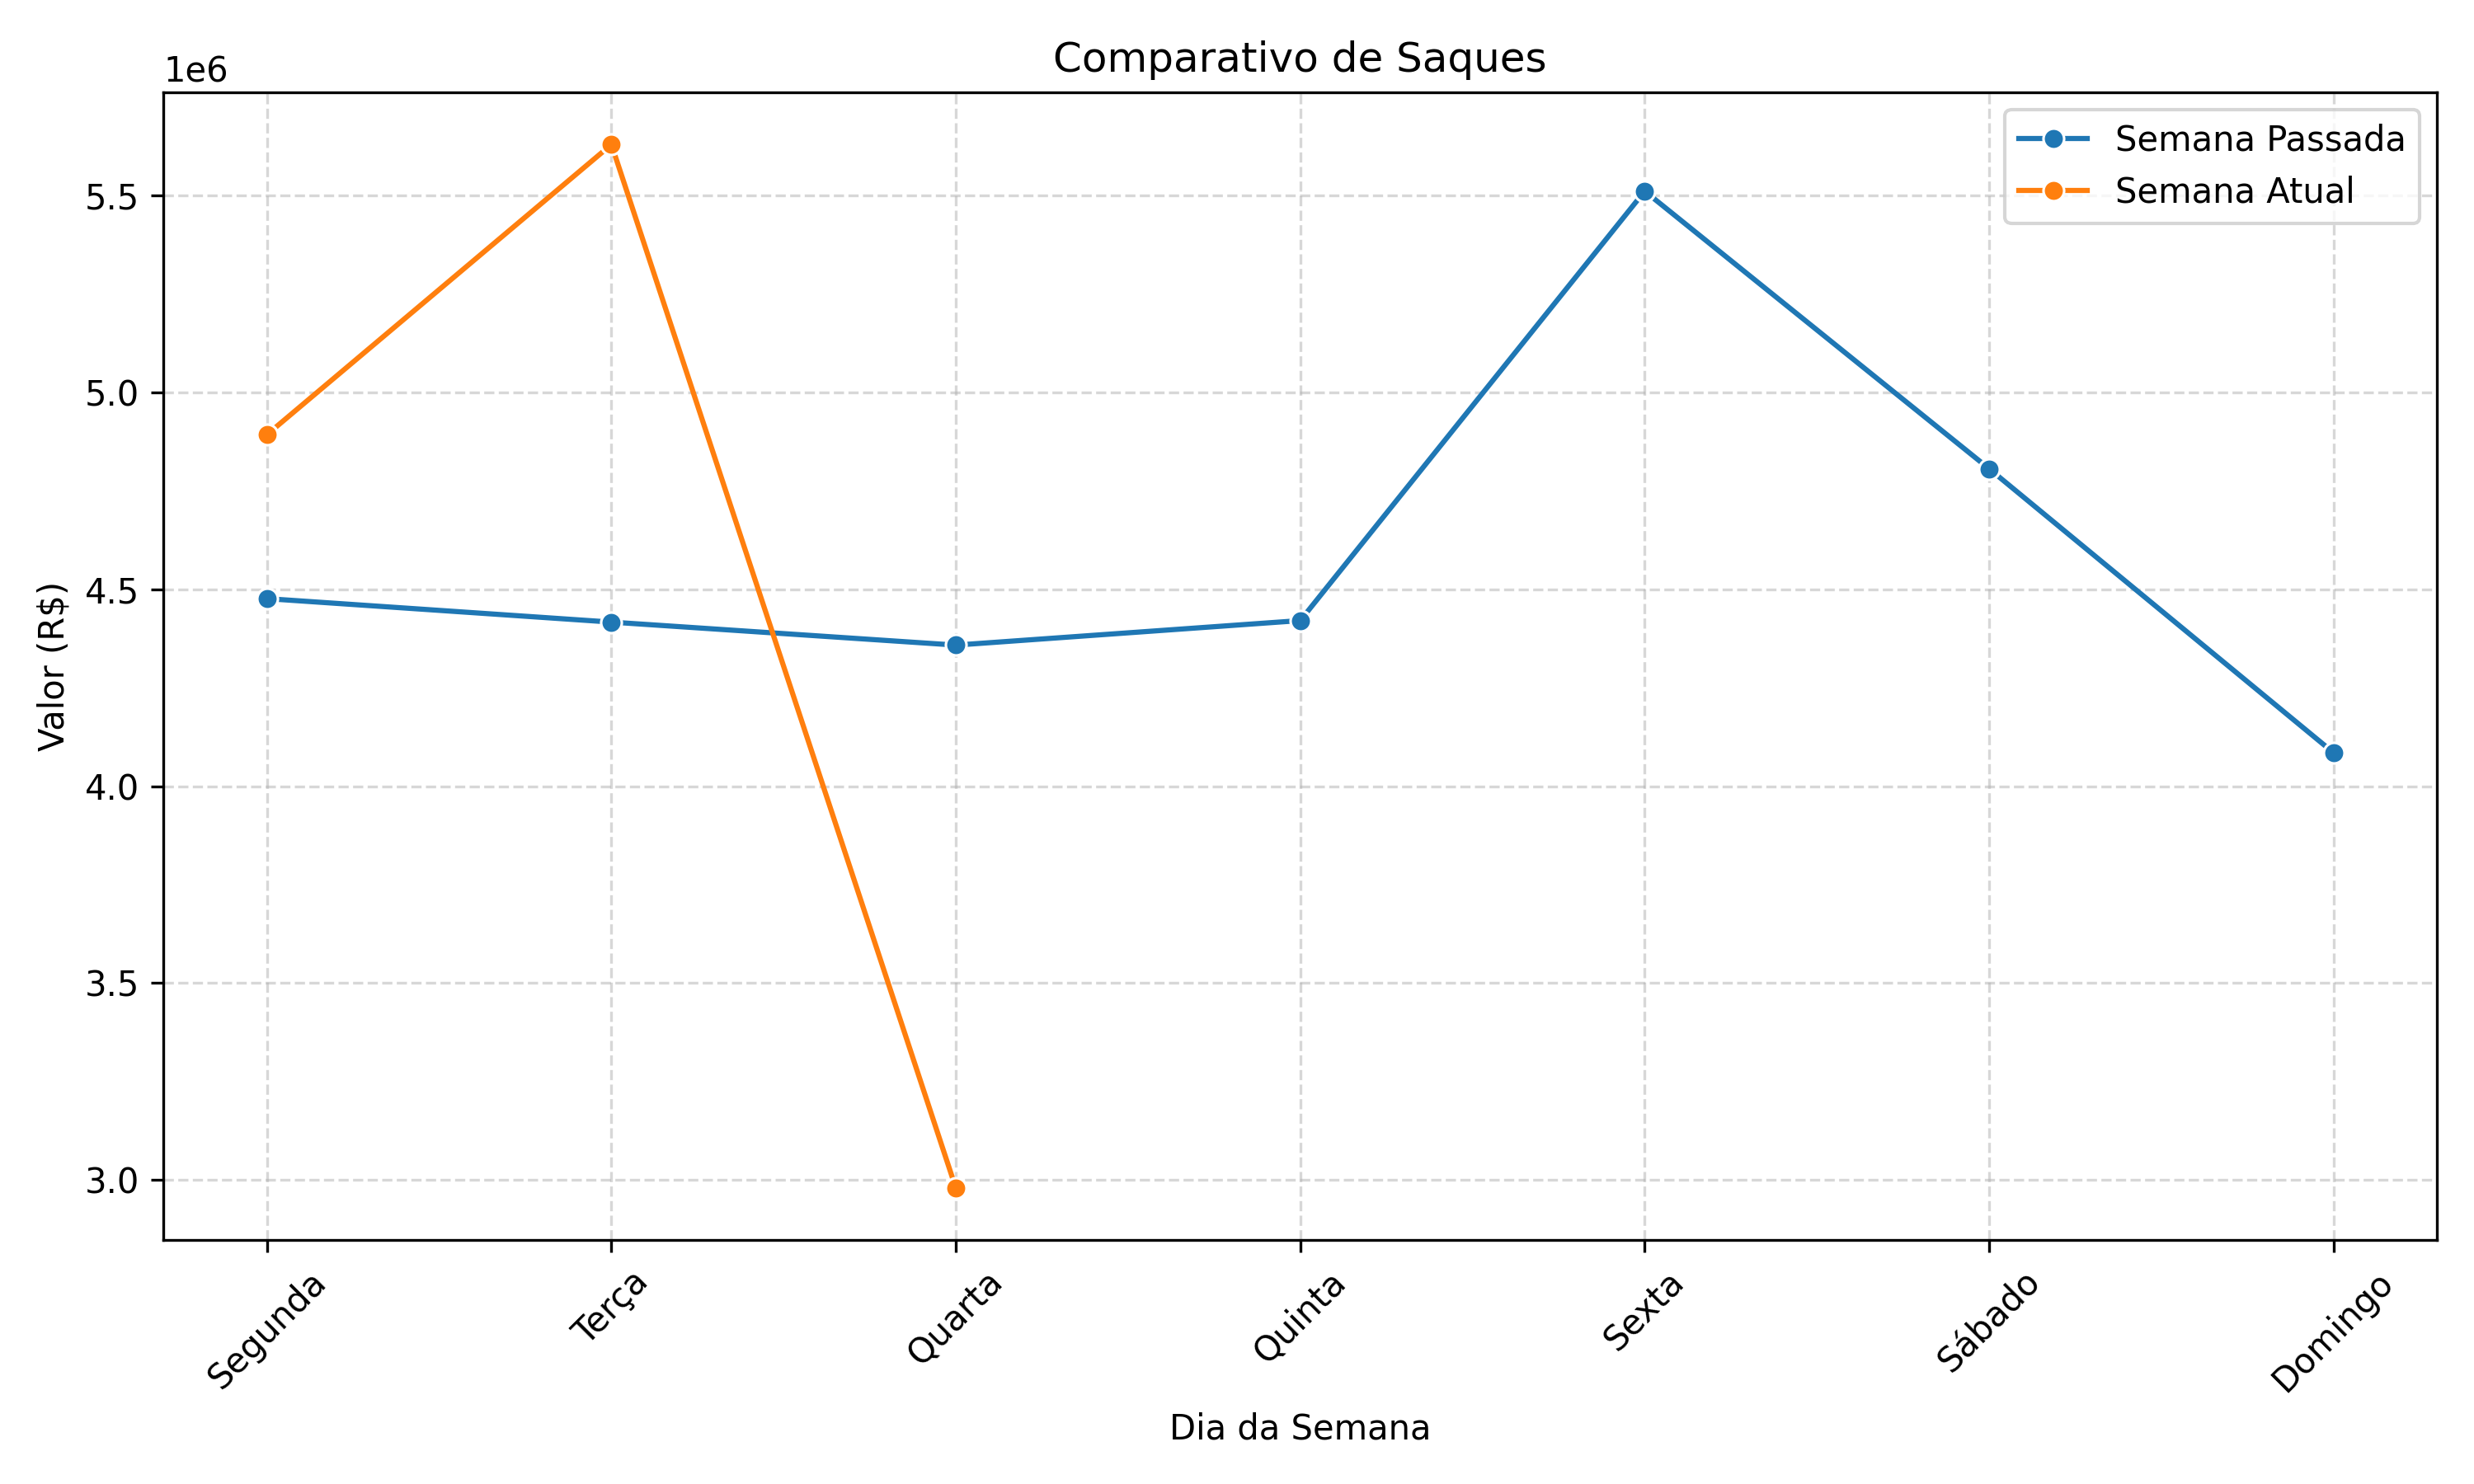 Comparativo de Saques
1e6
Semana Passada
Semana Atual
5.5
5.0
4.5
4.0
3.5
3.0
Valor (R$)
Segunda
Terça
Quarta
Quinta
Sexta
Sábado
Domingo
Dia da Semana